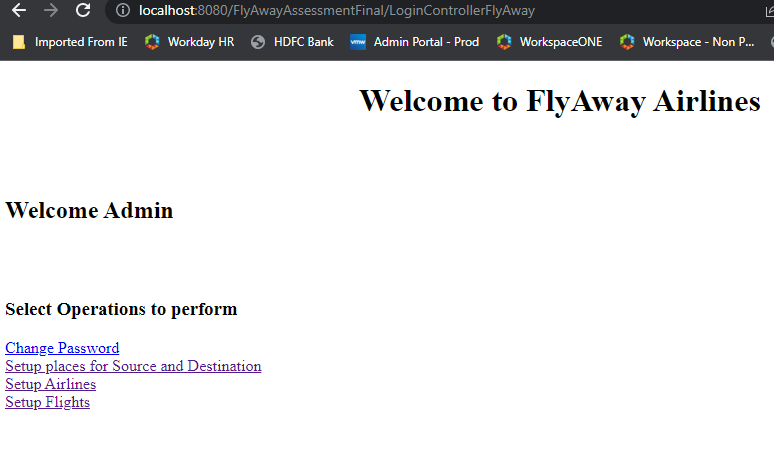 localhost:8080/FlyAwayAssessmentFinal/LoginControllerFlyAway
Imported From IE Workday HR HDFC Bank vmw Admin Portal - Prod WorkspaceONE Workspace - Non P...
Welcome to FlyAway Airlines
Welcome Admin
Select Operations to perform
Change Password
Setup places for Source and Destination
Setup Airlines
Setup Flights